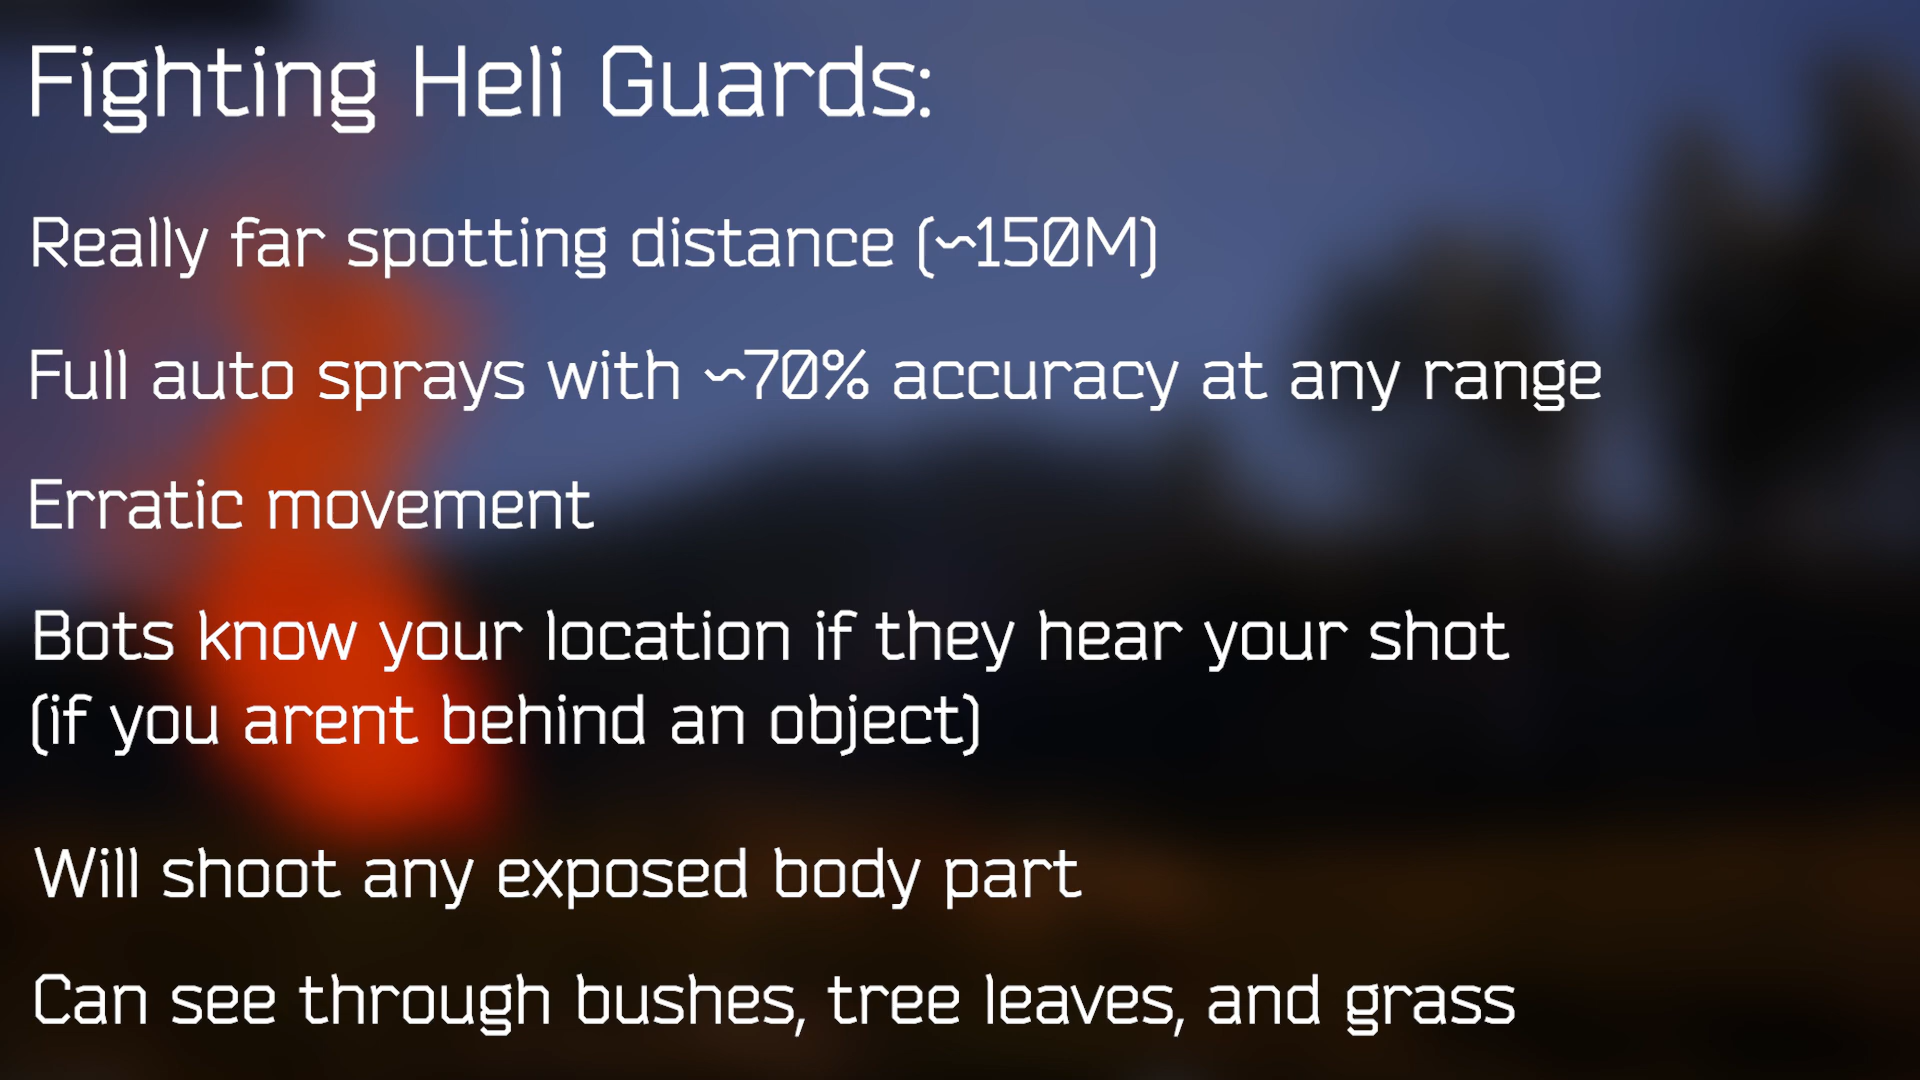 Fighting Heli Guards:
Really far spotting distance (~150M)
Full auto sprays with ~70% accuracy at any range
Erratic movement
Bots know your location if they hear your shot
(if you arent behind an object)
Will shoot any exposed body part
Can see through bushes, tree leaves, and grass